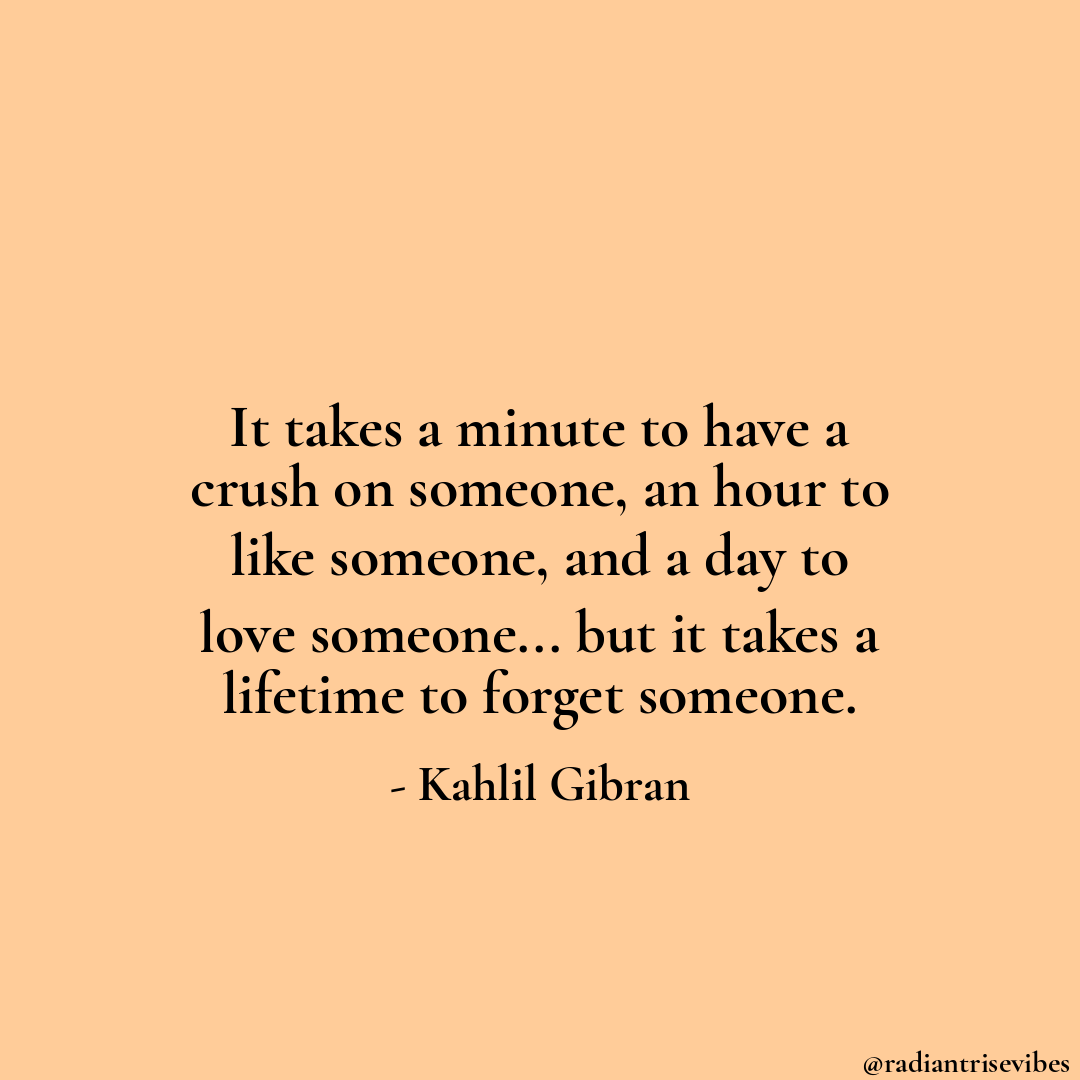 It takes a minute to have a
crush on someone, an hour to
like someone, and a day to
love someone... but it takes a
lifetime to forget someone.
- Kahlil Gibran
@radiantrisevibes